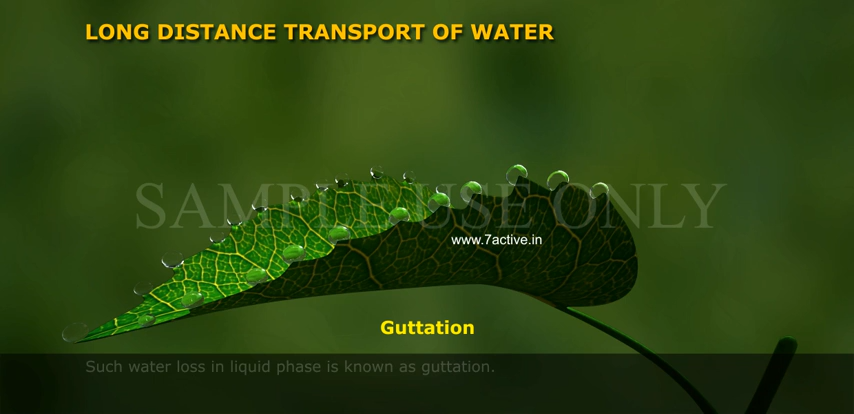 LONG DISTANCE TRANSPORT OF WATER
SAMPLE USE ONLY
www.7active.in
Guttation
Such water loss in liquid phase is known as guttation.